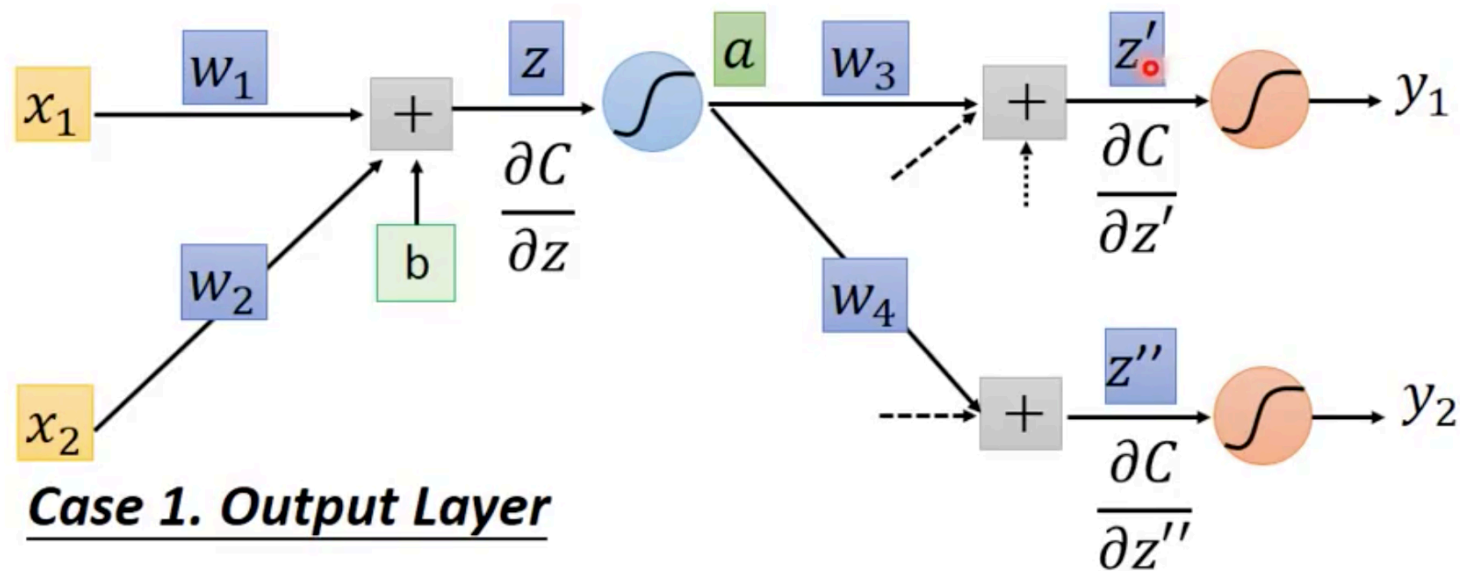 w₁
z
a
w₃
z′
x₁
+
+
y₁
∂C
∂z
∂C
∂z′
b
w₂
w₄
z′′
x₂
+
y₂
∂C
∂z′′
Case 1. Output Layer